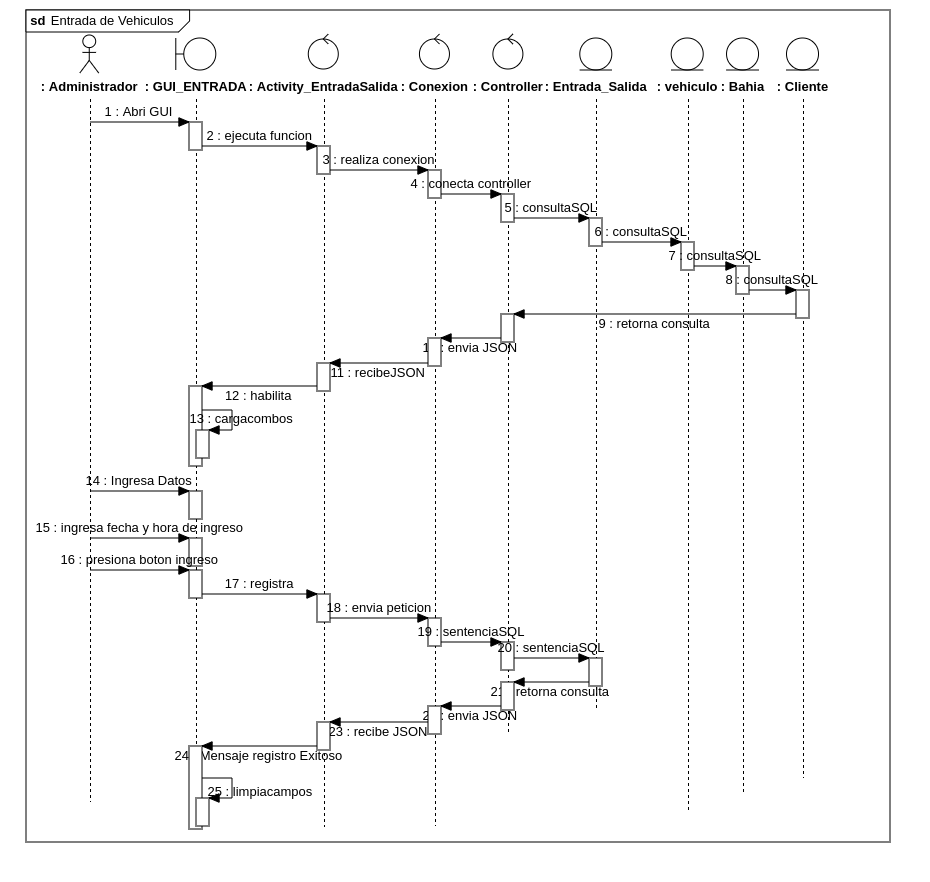 sd Entrada de Vehiculos
: Administrador : GUI_ENTRADA : Activity_EntradaSalida : Conexion : Controller : Entrada_Salida : vehiculo : Bahia : Cliente
1 : Abri GUI
2 : ejecuta funcion
3 : realiza conexion
4 : conecta controller
5 : consultaSQL
6 : consultaSQL
7 : consultaSQL
8 : consultaSQL
9 : retorna consulta
1 : envia JSON
11 : recibeJSON
12 : habilita
13 : cargacombos
14 : Ingresa Datos
15 : ingresa fecha y hora de ingreso
16 : presiona boton ingreso
17 : registra
18 : envia peticion
19 : sentenciaSQL
20 : sentenciaSQL
21 retorna consulta
2 : envia JSON
23 : recibe JSON
24 Mensaje registro Exitoso
25 : limpiacampos